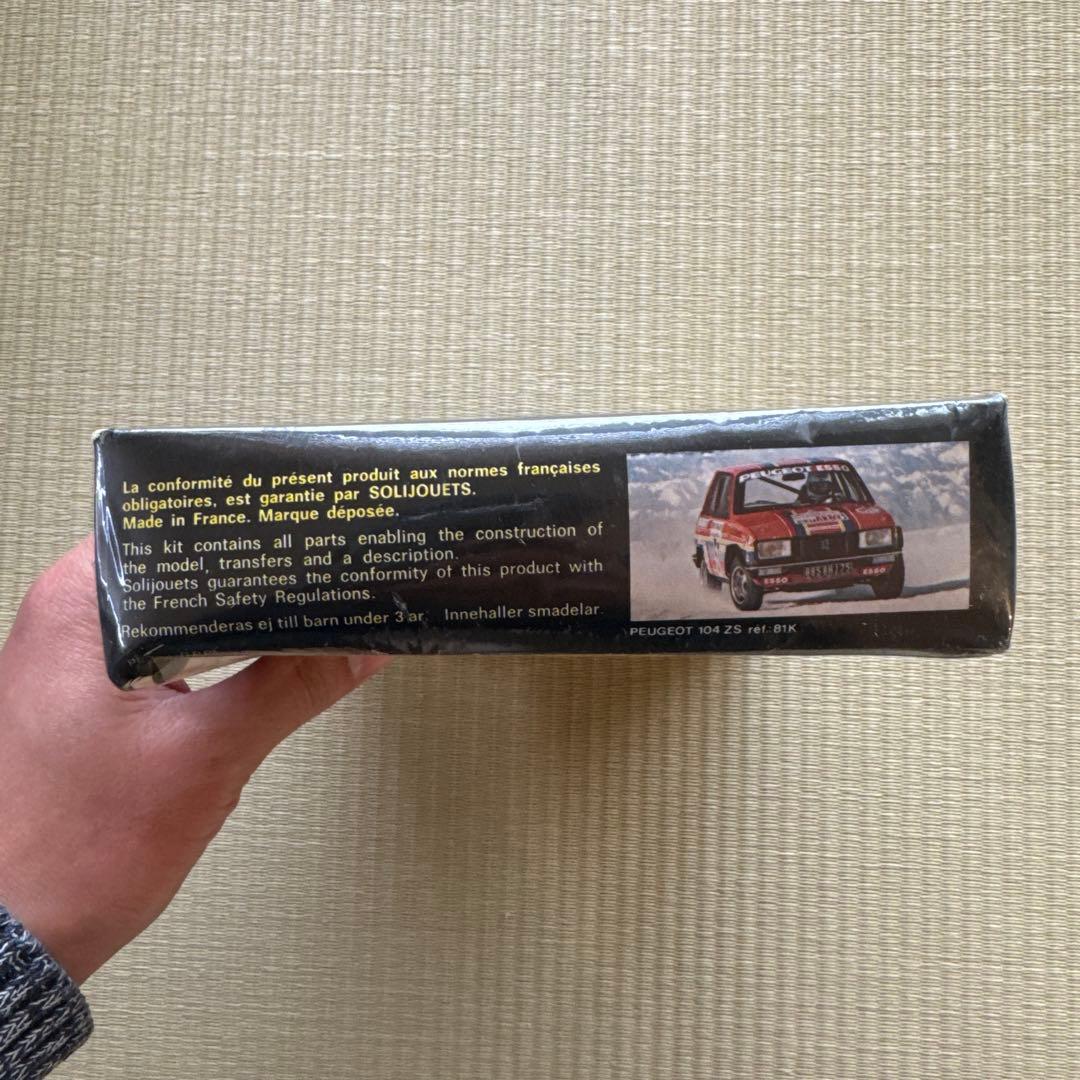 La conformité du présent produit aux normes françaises
obligatoires, est garantie par SOLIJOUETS.
Made in France. Marque déposée.
This kit contains all parts enabling the construction of
the model, transfers and a description.
Solijouets guarantees the conformity of this product with
the French Safety Regulations.
Rekommenderas ej till barn under 3 ar. Innehaller smadelar.
PEUGEOT ESSO
ESSO
ESSO
PEUGEOT 104 ZS réf.: 81K